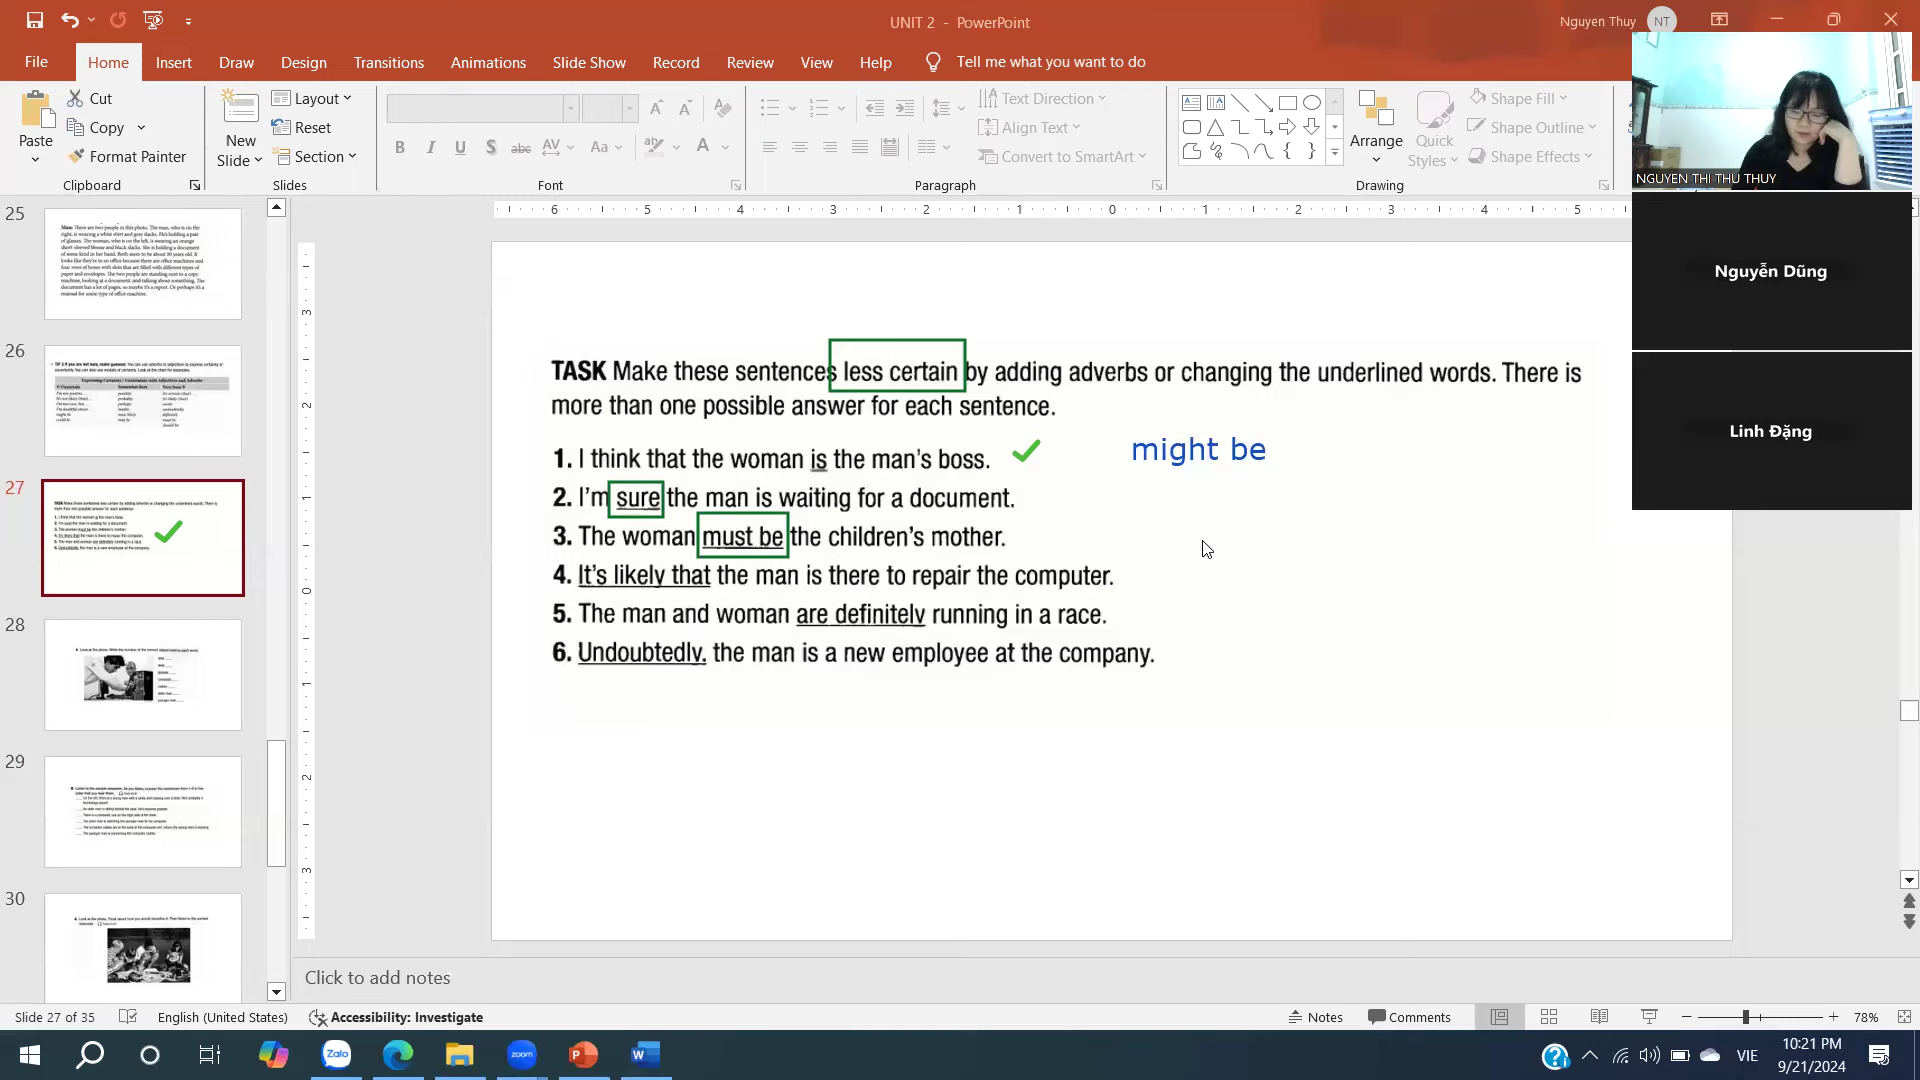 UNIT 2 - PowerPoint
Nguyen Thuy
NT
File
Home
Insert
Draw
Design
Transitions
Animations
Slide Show
Record
Review
View
Help
Tell me what you want to do
Paste
Cut
Copy
Format Painter
Clipboard
New Slide
Layout
Reset
Section
Slides
Font
Text Direction
Align Text
Convert to SmartArt
Paragraph
Arrange
Quick Styles
Shape Fill
Shape Outline
Shape Effects
Drawing
NGUYEN THI THU THUY
Nguyễn Dũng
Linh Đặng
25
26
27
28
29
30
TASK Make these sentences less certain by adding adverbs or changing the underlined words. There is
more than one possible answer for each sentence.
1. I think that the woman is the man's boss.
might be
2. I'm sure the man is waiting for a document.
3. The woman must be the children's mother.
4. It's likely that the man is there to repair the computer.
5. The man and woman are definitely running in a race.
6. Undoubtedly, the man is a new employee at the company.
Click to add notes
Slide 27 of 35
English (United States)
Accessibility: Investigate
Notes
Comments
78%
Zalo
zoom
VIE
10:21 PM
9/21/2024